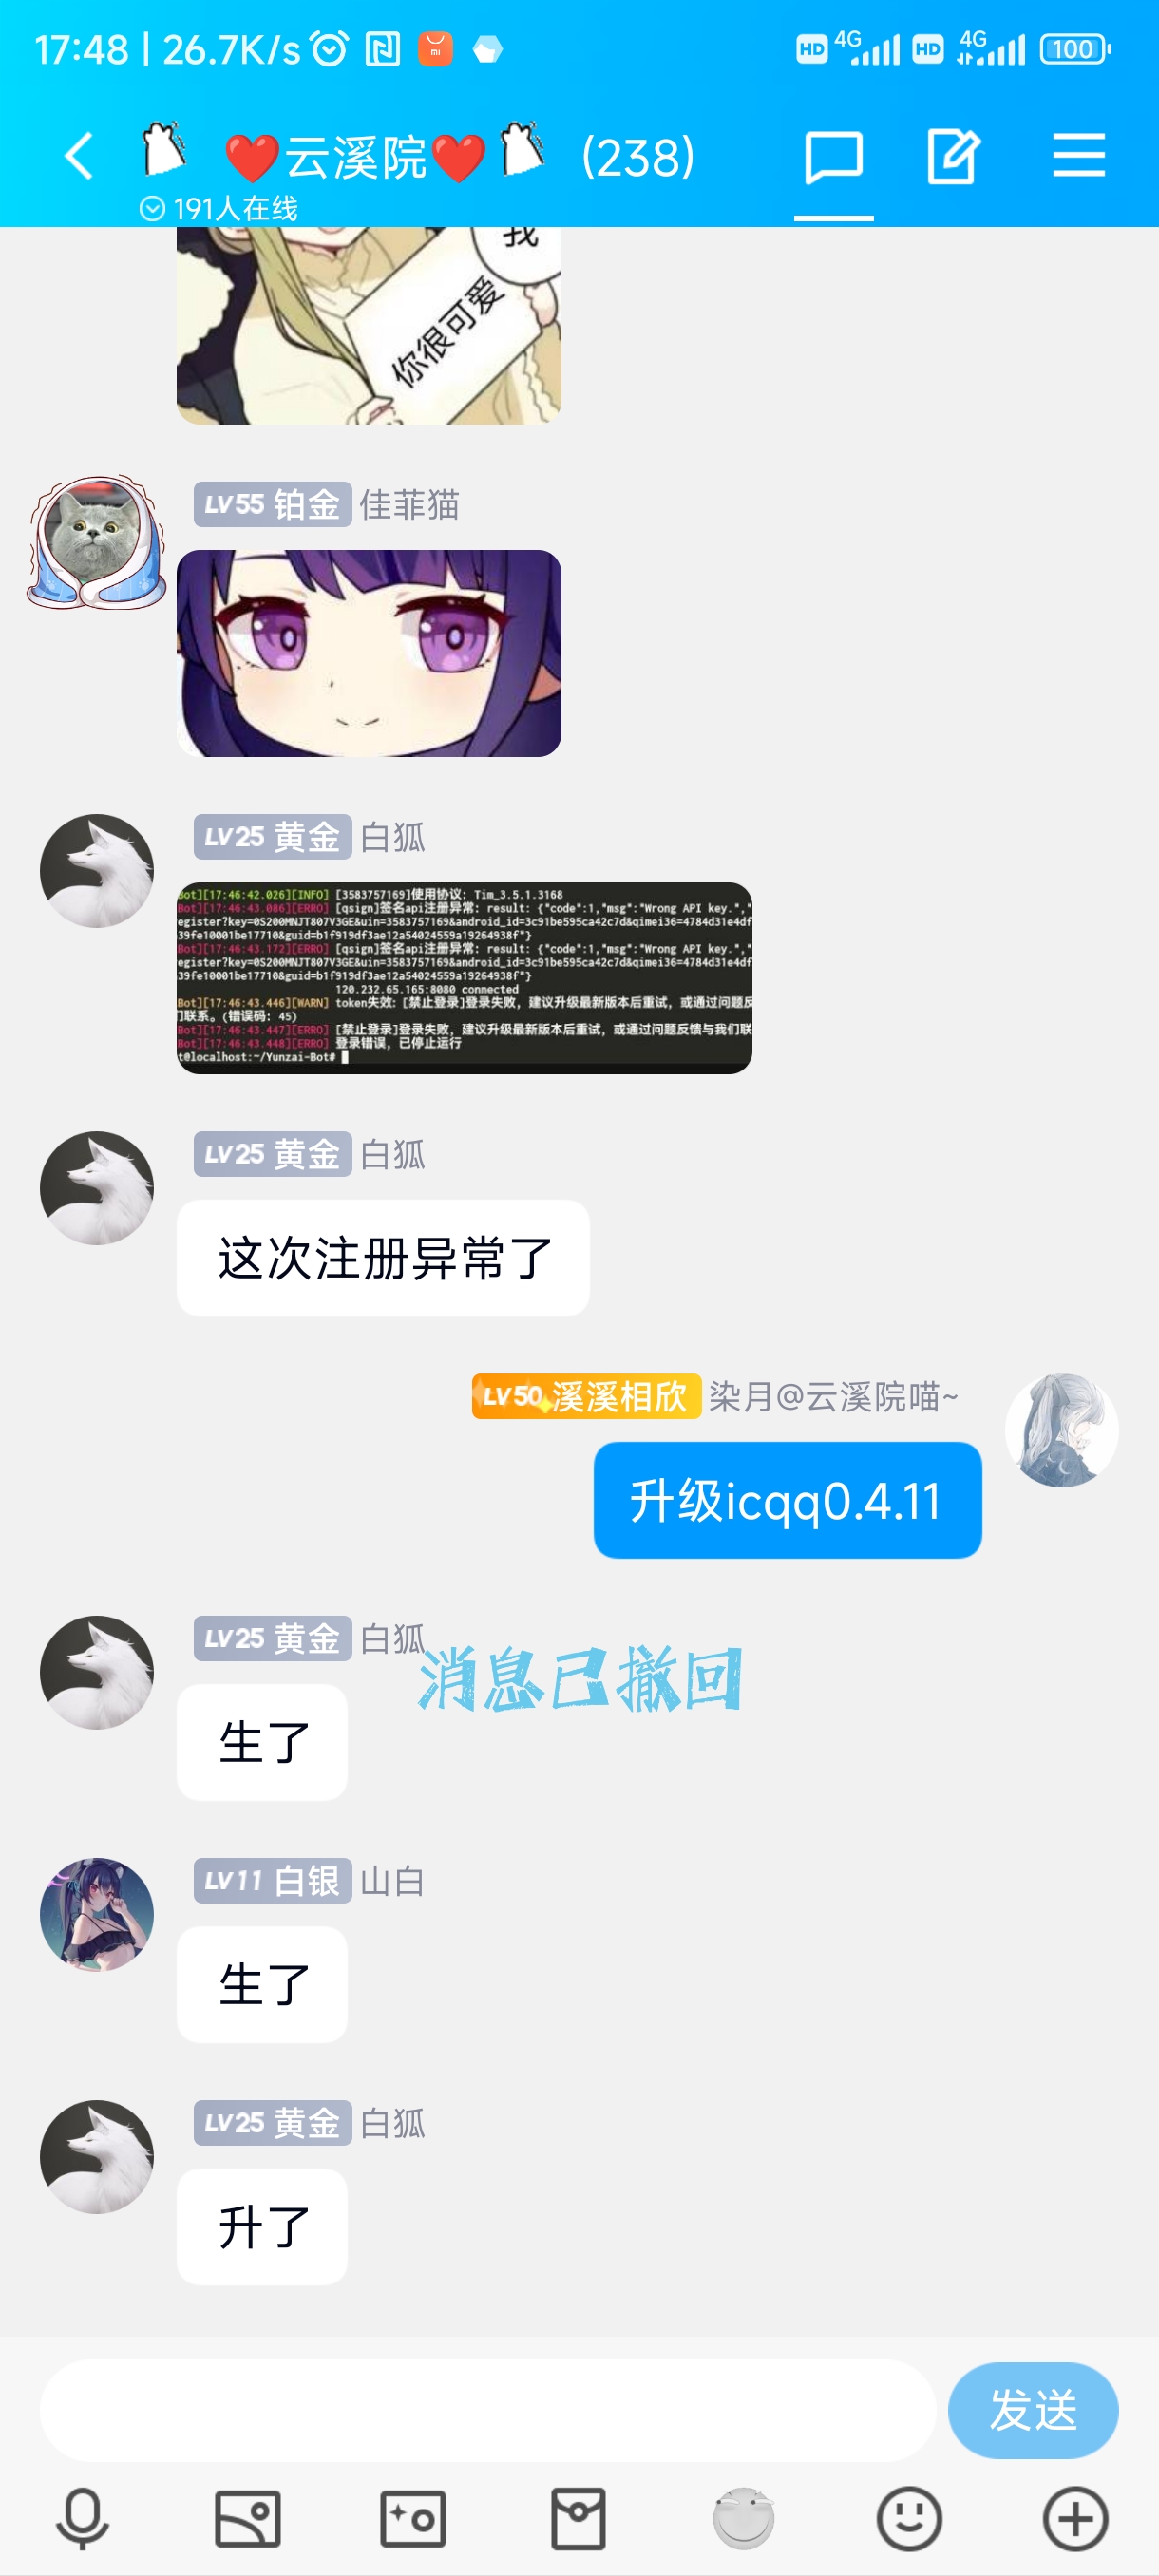 17:48 | 26.7K/s HD 4G HD 4G 100
❤️云溪院❤️ (238)
191人在线
我
你很可爱
LV55 铂金 佳菲猫
LV25 黄金 白狐
Bot][17:46:42.026][INFO] [3583757169]使用协议: Tim_3.5.1.3168
Bot][17:46:43.086][ERRO] [qsign]签名api注册异常: result: {"code":1,"msg":"Wrong API key.","
egister?key=0S200MNJT807V3GE&uin=3583757169&android_id=3c91be595ca42c7d&qimei36=4784d31e4df
39fe10001be17710&guid=b1f919df3ae12a54024559a19264938f"}
Bot][17:46:43.172][ERRO] [qsign]签名api注册异常: result: {"code":1,"msg":"Wrong API key.","
egister?key=0S200MNJT807V3GE&uin=3583757169&android_id=3c91be595ca42c7d&qimei36=4784d31e4df
39fe10001be17710&guid=b1f919df3ae12a54024559a19264938f"}
120.232.65.165:8080 connected
Bot][17:46:43.446][WARN] token失效: [禁止登录]登录失败，建议升级最新版本后重试，或通过问题反
门联系。(错误码: 45)
Bot][17:46:43.447][ERRO] [禁止登录]登录失败，建议升级最新版本后重试，或通过问题反馈与我们联
Bot][17:46:43.448][ERRO] 登录错误，已停止运行
t@localhost:~/Yunzai-Bot#
LV25 黄金 白狐
这次注册异常了
LV50 溪溪相欣 染月@云溪院喵~
升级icqq0.4.11
LV25 黄金 白狐
消息已撤回
生了
LV11 白银 山白
生了
LV25 黄金 白狐
升了
发送